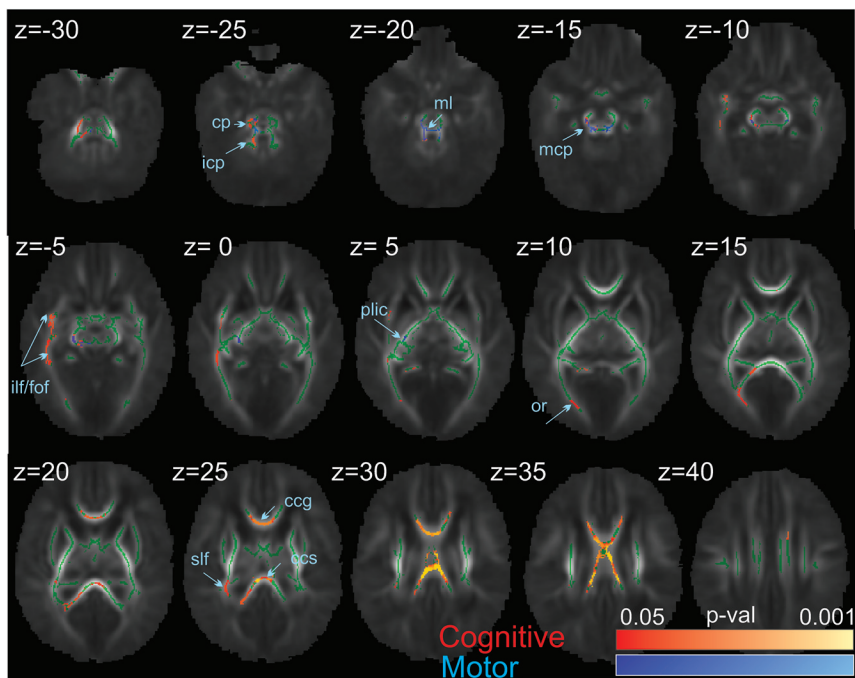 z=-30 z=-25 z=-20 z=-15 z=-10
cp
ml
icp
mcp
z=-5 z= 0 z= 5 z=10 z=15
plic
ilf/fof
or
z=20 z=25 z=30 z=35 z=40
ccg
slf
ccs
Cognitive
Motor
0.05 p-val 0.001